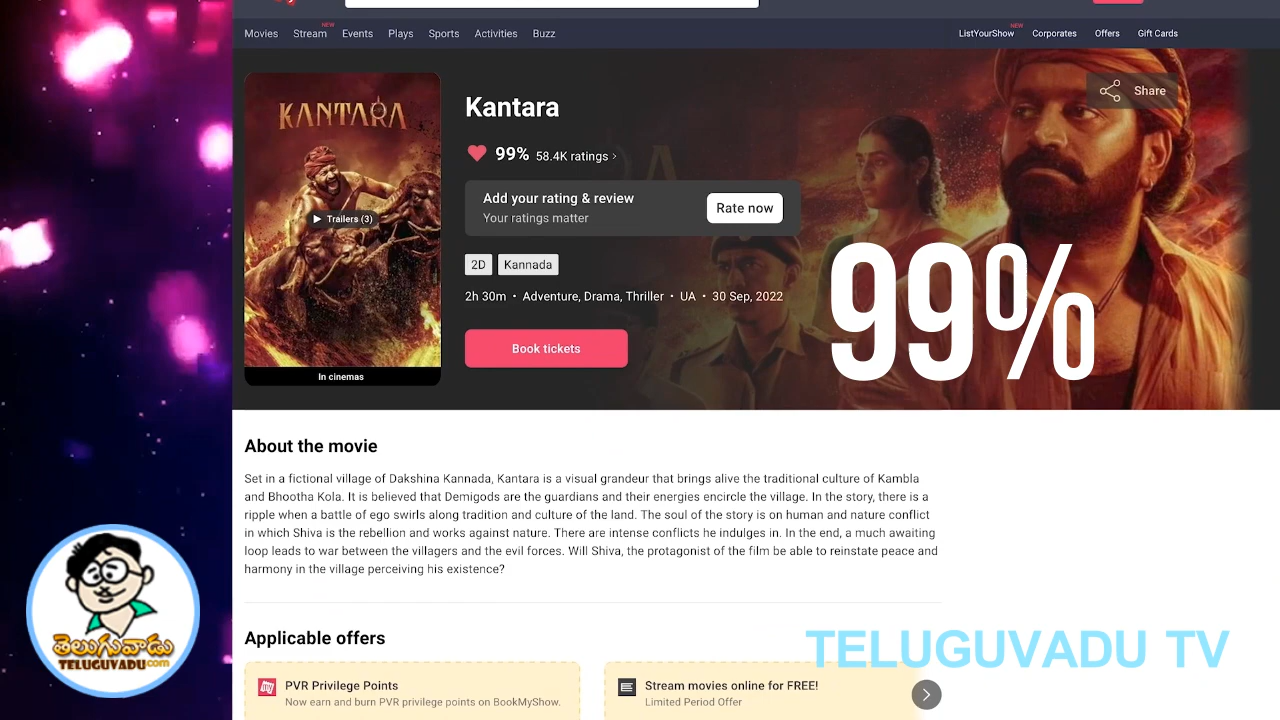 Movies Stream NEW Events Plays Sports Activities Buzz ListYourShow NEW Corporates Offers Gift Cards
Share
KANTARA
Trailers (3)
In cinemas
Kantara
99% 58.4K ratings >
Add your rating & review
Your ratings matter
Rate now
2D Kannada
2h 30m • Adventure, Drama, Thriller • UA • 30 Sep, 2022
Book tickets
99%
About the movie
Set in a fictional village of Dakshina Kannada, Kantara is a visual grandeur that brings alive the traditional culture of Kambla
and Bhootha Kola. It is believed that Demigods are the guardians and their energies encircle the village. In the story, there is a
ripple when a battle of ego swirls along tradition and culture of the land. The soul of the story is on human and nature conflict
in which Shiva is the rebellion and works against nature. There are intense conflicts he indulges in. In the end, a much awaiting
loop leads to war between the villagers and the evil forces. Will Shiva, the protagonist of the film be able to reinstate peace and
harmony in the village perceiving his existence?
Applicable offers
my
PVR Privilege Points
Now earn and burn PVR privilege points on BookMyShow.
Stream movies online for FREE!
Limited Period Offer
తెలుగువాడు
TELUGUVADU.com
TELUGUVADU TV